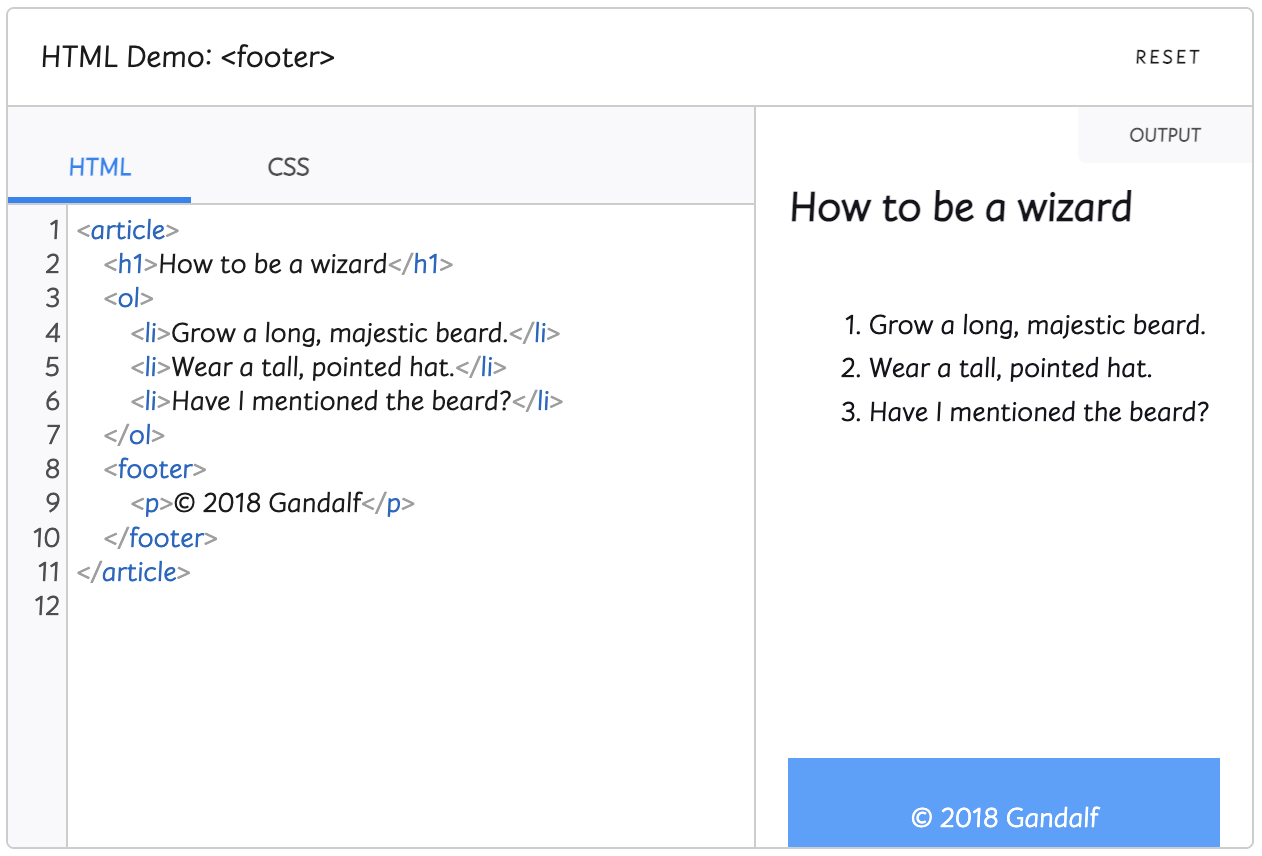 HTML Demo: <footer>
RESET
HTML
CSS
1 <article>
2 <h1>How to be a wizard</h1>
3 <ol>
4 <li>Grow a long, majestic beard.</li>
5 <li>Wear a tall, pointed hat.</li>
6 <li>Have I mentioned the beard?</li>
7 </ol>
8 <footer>
9 <p>© 2018 Gandalf</p>
10 </footer>
11 </article>
12
OUTPUT
How to be a wizard
1. Grow a long, majestic beard.
2. Wear a tall, pointed hat.
3. Have I mentioned the beard?
© 2018 Gandalf